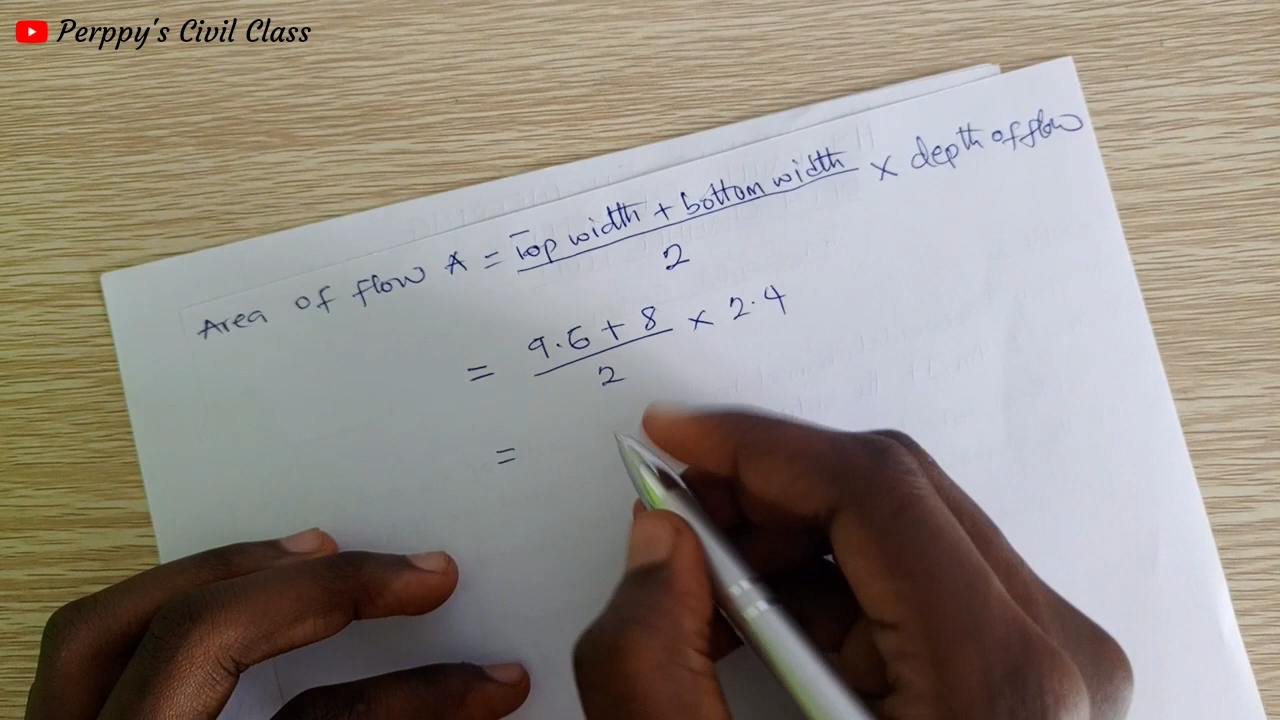 Perppy's Civil Class
Area of flow A = Top width + bottom width / 2 × depth of flow
= 9.6 + 8 / 2 × 2.4
=